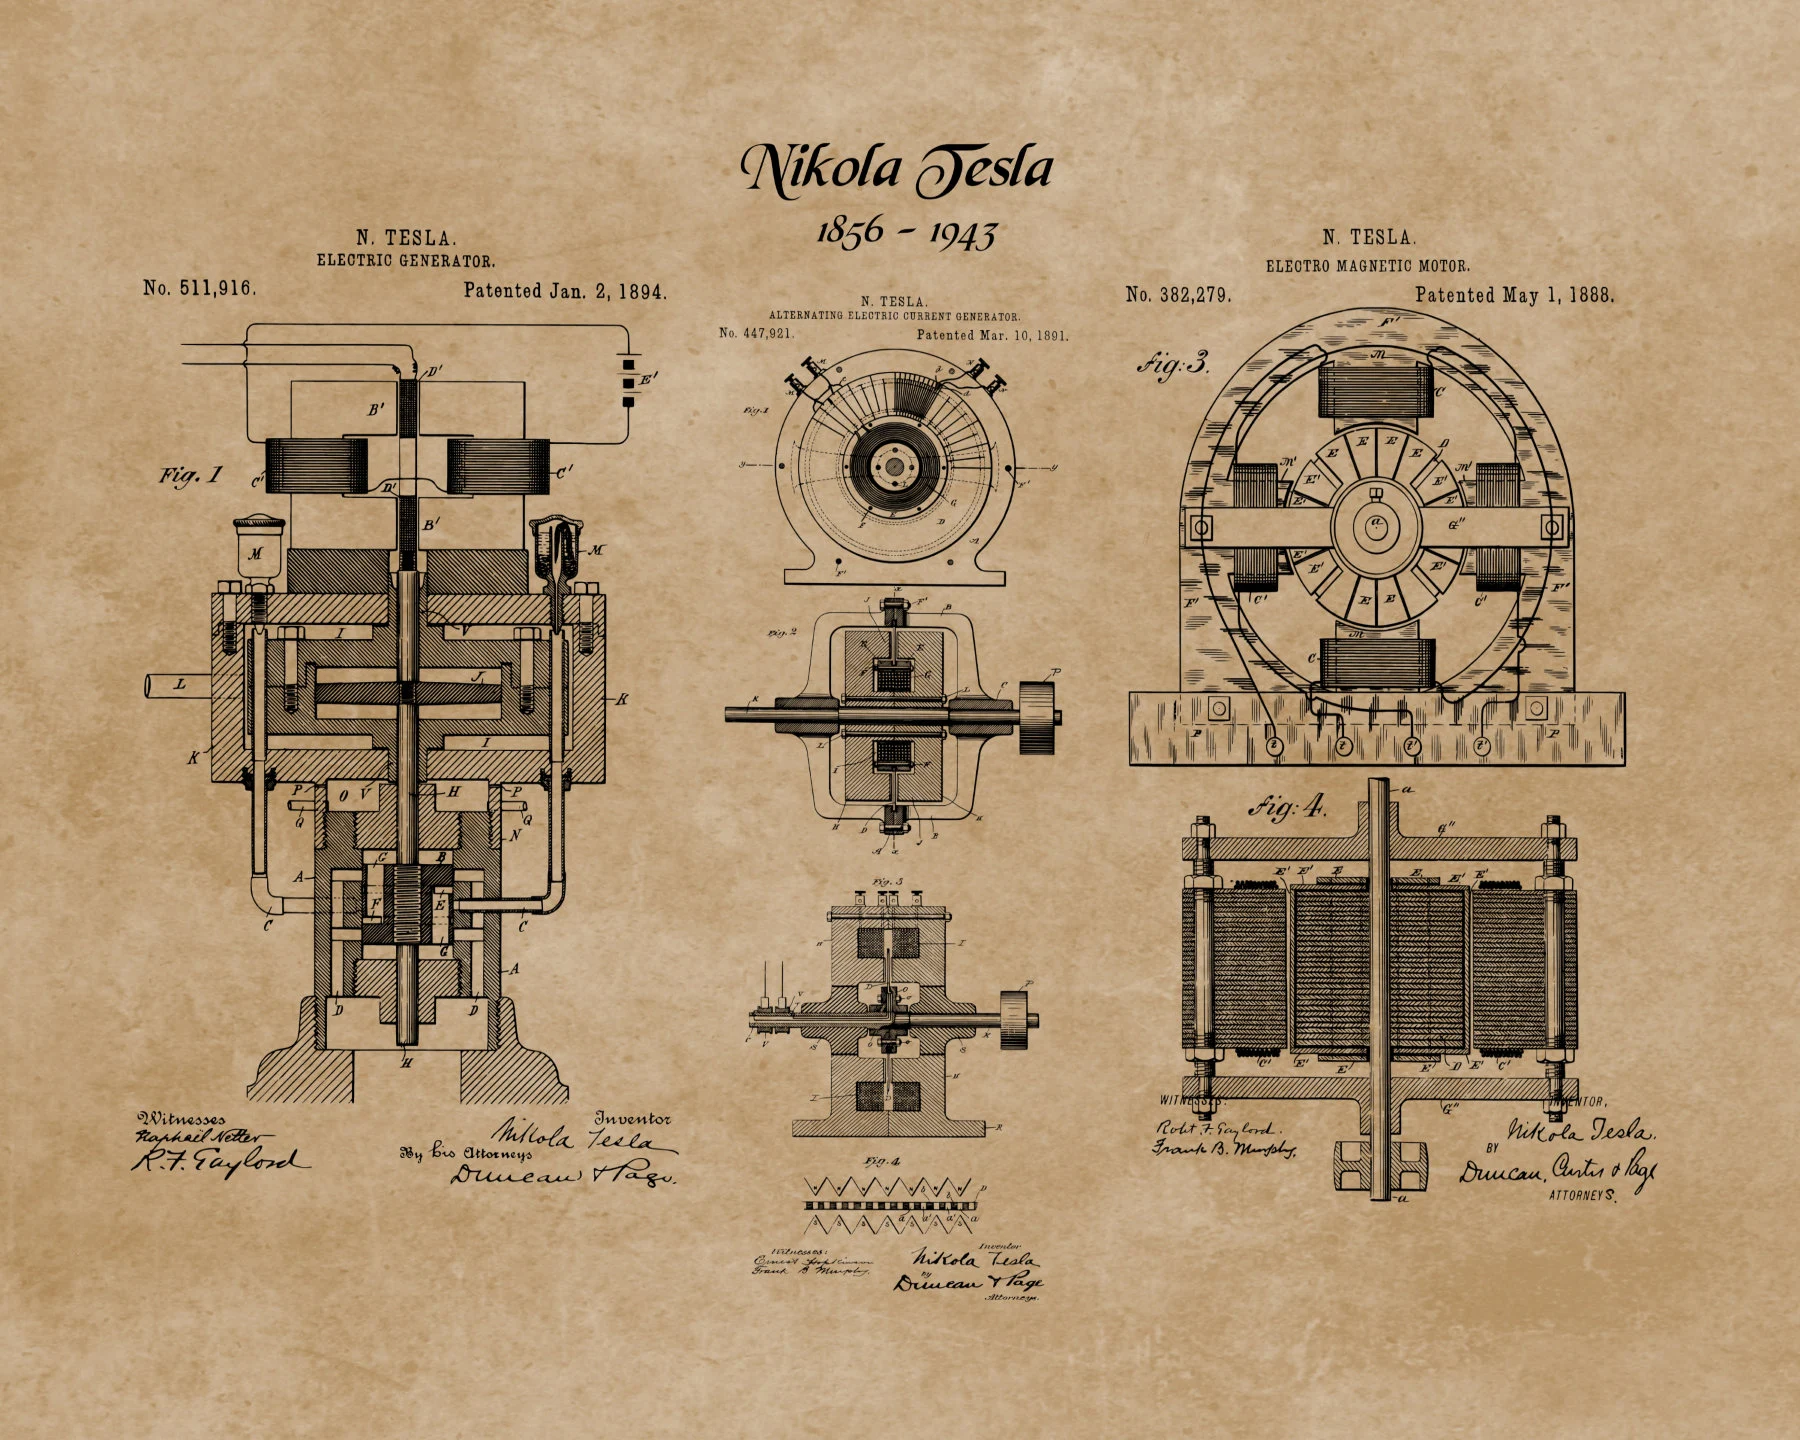 Nikola Tesla
1856 - 1943
N. TESLA.
ELECTRIC GENERATOR.
No. 511,916.
Patented Jan. 2, 1894.
D'
E'
B'
Fig. 1
C'
C'
D'
B'
M
M
I
V
L
J
K
K
I
P
O
V
H
P
Q
Q
N
G
B
A
F
E
C
C
G
A
D
D
H
Witnesses
Raphaël Netter
R. F. Gaylord
Inventor
Nikola Tesla
By his Attorneys
Duncan & Page.
N. TESLA.
ALTERNATING ELECTRIC CURRENT GENERATOR.
No. 447,921.
Patented Mar. 10, 1891.
Fig. 1
y
y
G
D
A
F'
Fig. 2
F'
B
E
G
L
C
P
K
L'
I
H
D
B
J
A
x
Fig. 3
I
P
V
S
S
K
H
I
R
Fig. 4
D
a
a'
a'
a
Witnesses:
Ernest Hopkinson
Frank B. Murphy.
Inventor
Nikola Tesla
by
Duncan & Page
Attorneys.
N. TESLA.
ELECTRO MAGNETIC MOTOR.
No. 382,279.
Patented May 1, 1888.
F'
Fig: 3.
M
C
D
E
E
E
E
M'
M'
E'
E'
E'
E'
a
G''
E'
E'
E'
C'
C'
F'
F''
E
E
E
E
M
C
P
P
t
t
t
t
a
Fig: 4.
G''
E'
E'
E
E
E'
E'
C'
E'
E
E'
D
E'
C'
G''
WITNESSES:
Robt. F. Gaylord.
Frank B. Murphy,
INVENTOR,
Nikola Tesla.
BY
Duncan, Curtis & Page
ATTORNEYS.
a